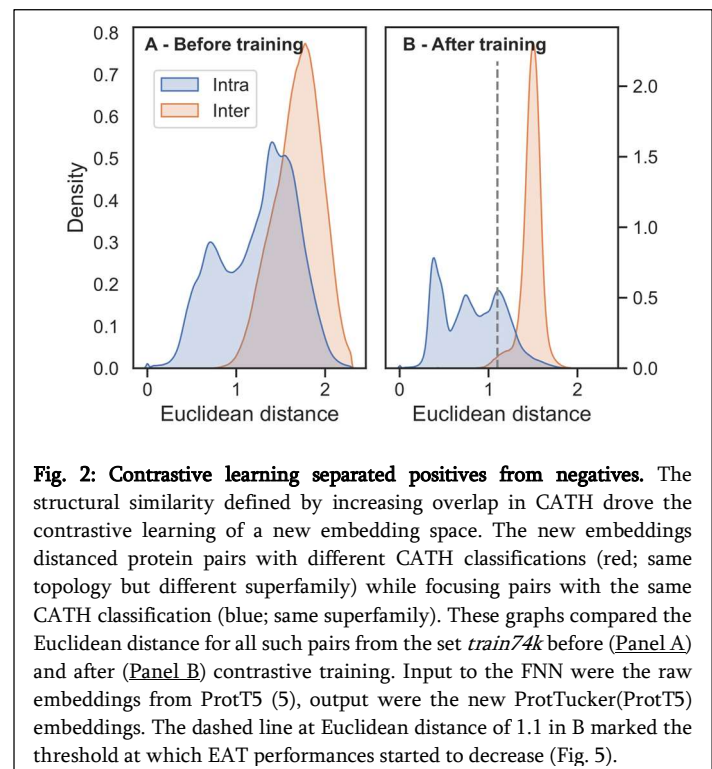 A - Before training
B - After training
Intra
Inter
0.8
0.7
0.6
0.5
0.4
0.3
0.2
0.1
0.0
Density
2.0
1.5
1.0
0.5
0.0
0
1
2
0
1
2
Euclidean distance
Euclidean distance
Fig. 2: Contrastive learning separated positives from negatives. The
structural similarity defined by increasing overlap in CATH drove the
contrastive learning of a new embedding space. The new embeddings
distanced protein pairs with different CATH classifications (red; same
topology but different superfamily) while focusing pairs with the same
CATH classification (blue; same superfamily). These graphs compared the
Euclidean distance for all such pairs from the set train74k before (Panel A)
and after (Panel B) contrastive training. Input to the FNN were the raw
embeddings from ProtT5 (5), output were the new ProtTucker(ProtT5)
embeddings. The dashed line at Euclidean distance of 1.1 in B marked the
threshold at which EAT performances started to decrease (Fig. 5).